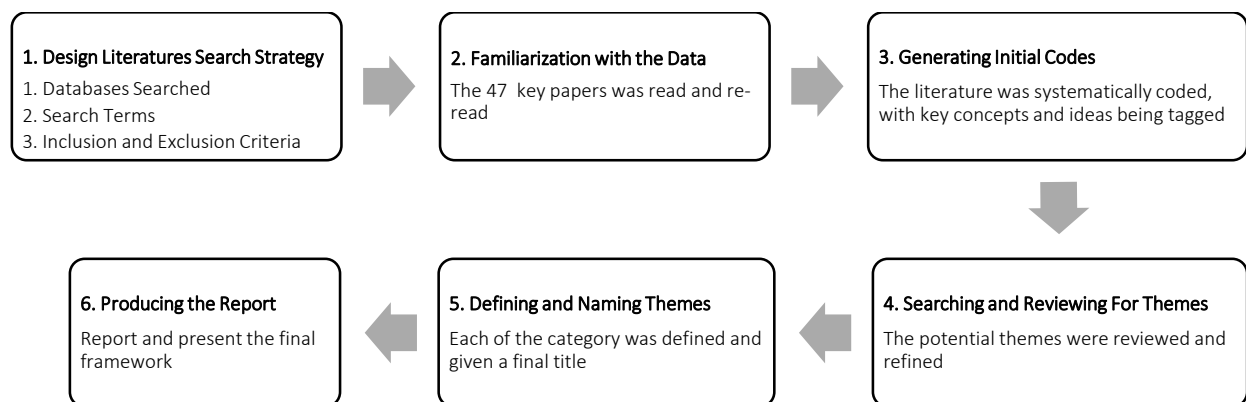 1. Design Literatures Search Strategy
1. Databases Searched
2. Search Terms
3. Inclusion and Exclusion Criteria
2. Familiarization with the Data
The 47 key papers was read and re-
read
3. Generating Initial Codes
The literature was systematically coded,
with key concepts and ideas being tagged
4. Searching and Reviewing For Themes
The potential themes were reviewed and
refined
5. Defining and Naming Themes
Each of the category was defined and
given a final title
6. Producing the Report
Report and present the final
framework